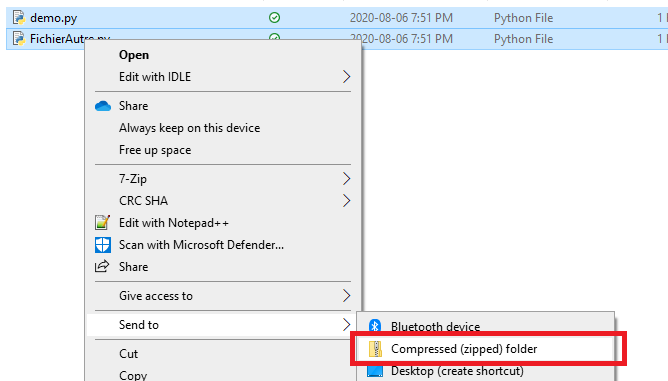 demo.py 2020-08-06 7:51 PM Python File 1
FichierAutre.py 2020-08-06 7:51 PM Python File 1
Open
Edit with IDLE
Share
Always keep on this device
Free up space
7-Zip
CRC SHA
Edit with Notepad++
Scan with Microsoft Defender...
Share
Give access to
Send to
Bluetooth device
Compressed (zipped) folder
Cut
Desktop (create shortcut)
Copy